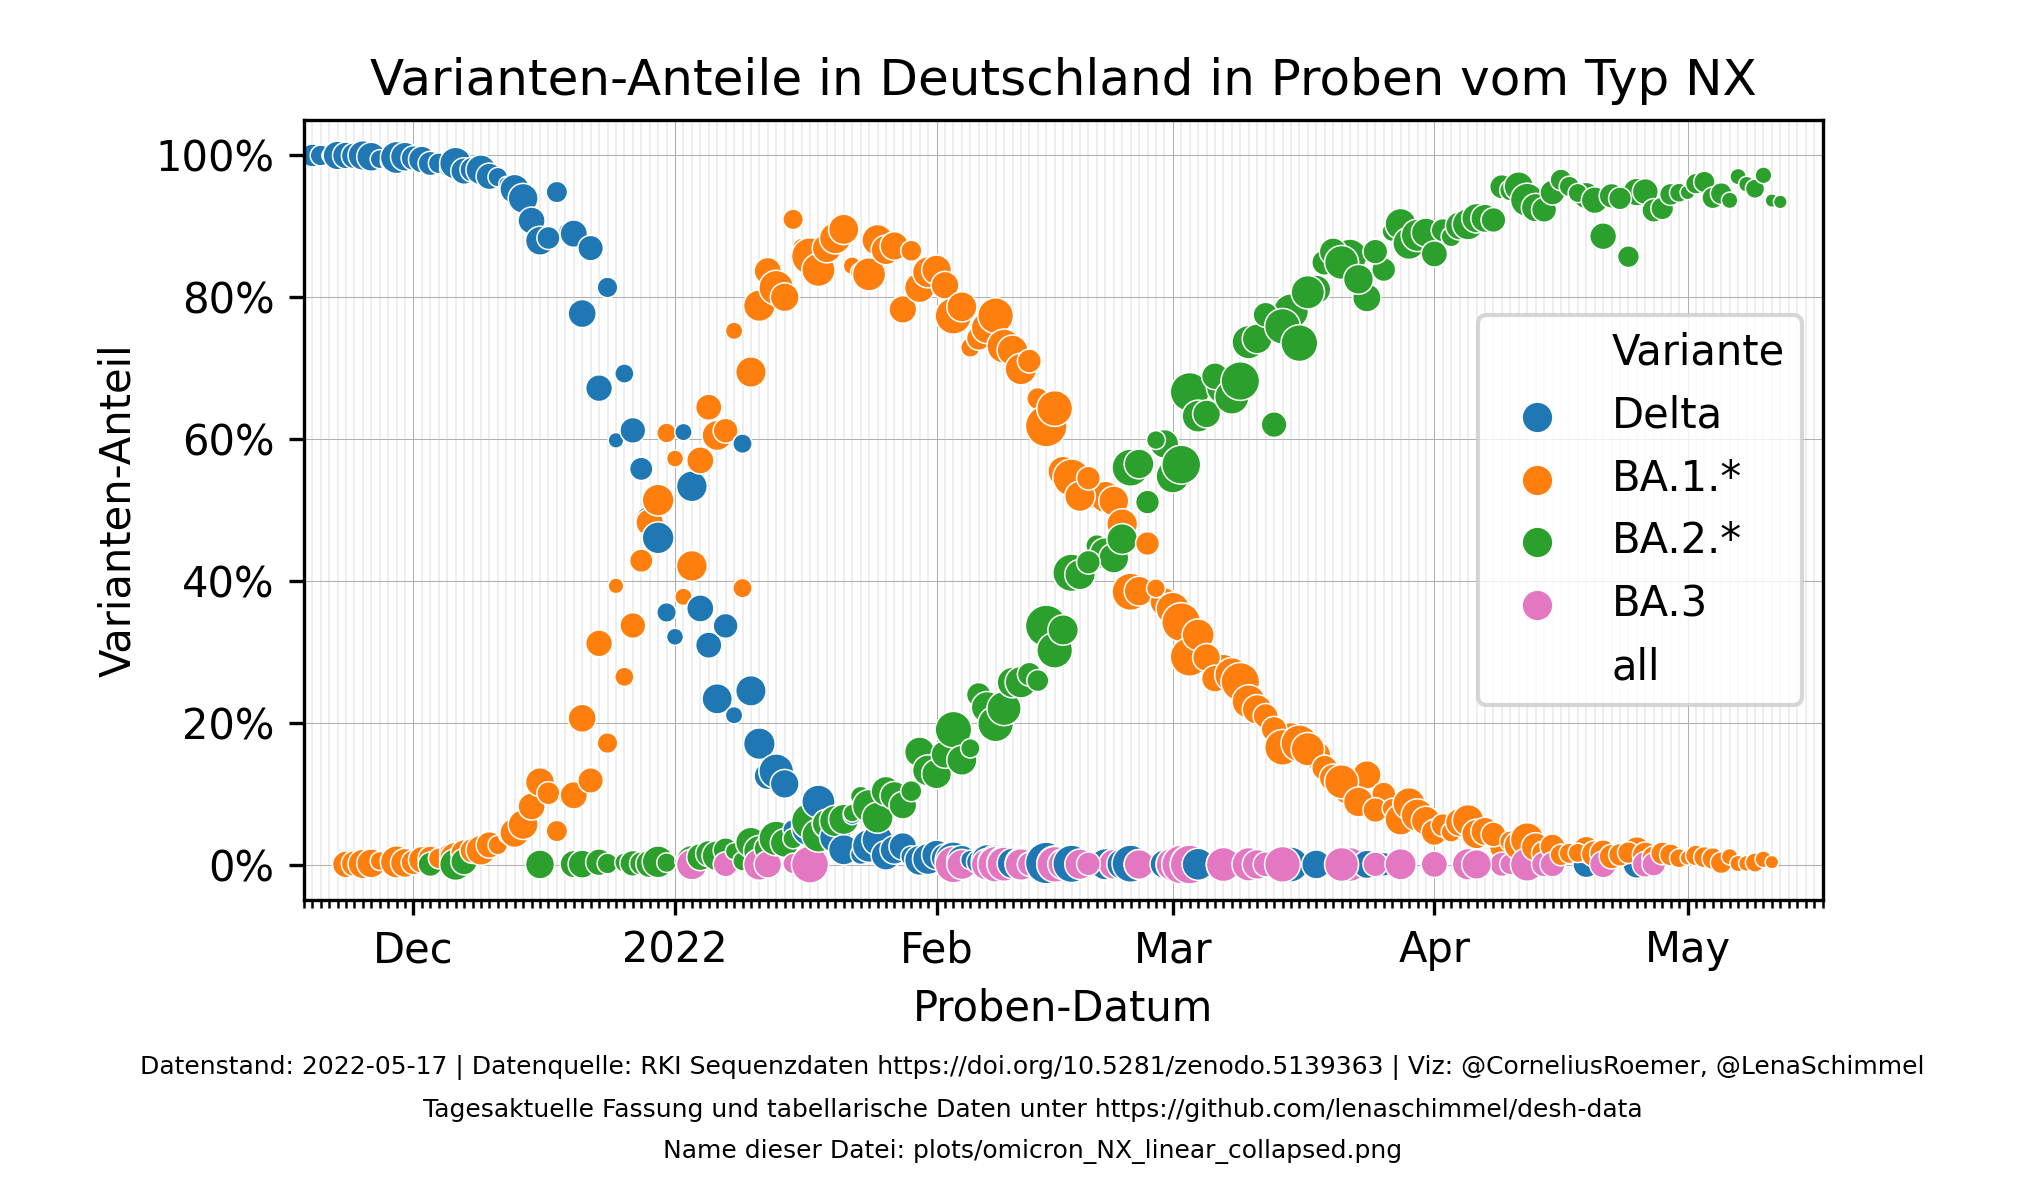 Varianten-Anteile in Deutschland in Proben vom Typ NX
Varianten-Anteil
100%
80%
60%
40%
20%
0%
Variante
Delta
BA.1.*
BA.2.*
BA.3
all
Dec 2022 Feb Mar Apr May
Proben-Datum
Datenstand: 2022-05-17 | Datenquelle: RKI Sequenzdaten https://doi.org/10.5281/zenodo.5139363 | Viz: @CorneliusRoemer, @LenaSchimmel
Tagesaktuelle Fassung und tabellarische Daten unter https://github.com/lenaschimmel/desh-data
Name dieser Datei: plots/omicron_NX_linear_collapsed.png